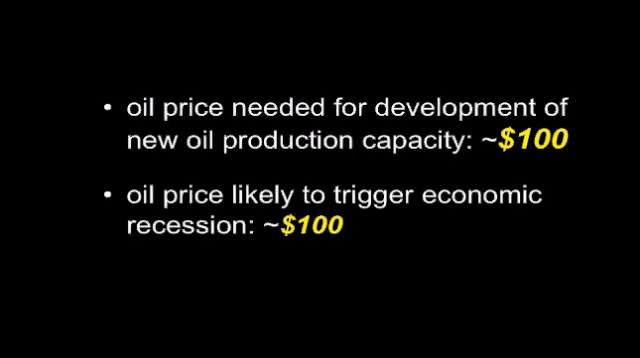 • oil price needed for development of
new oil production capacity: ~$100
• oil price likely to trigger economic
recession: ~$100